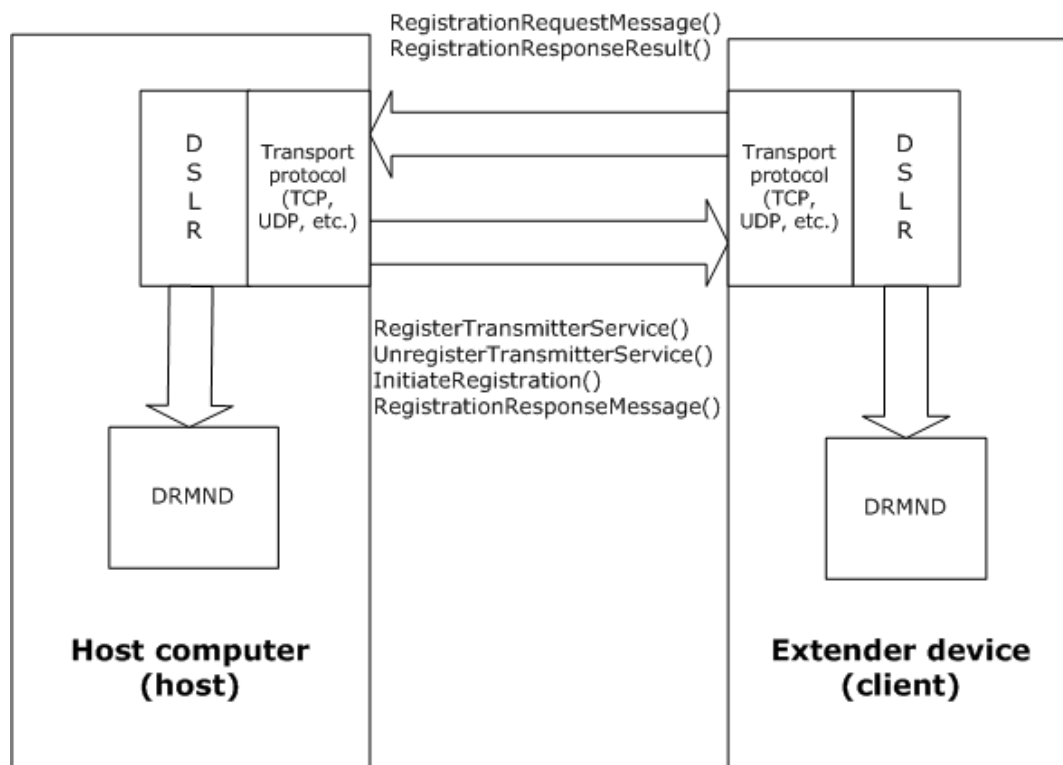 RegistrationRequestMessage()
RegistrationResponseResult()
D
S
L
R
Transport
protocol
(TCP,
UDP, etc.)
Transport
protocol
(TCP,
UDP, etc.)
D
S
L
R
RegisterTransmitterService()
UnregisterTransmitterService()
InitiateRegistration()
RegistrationResponseMessage()
DRMND
DRMND
Host computer
(host)
Extender device
(client)